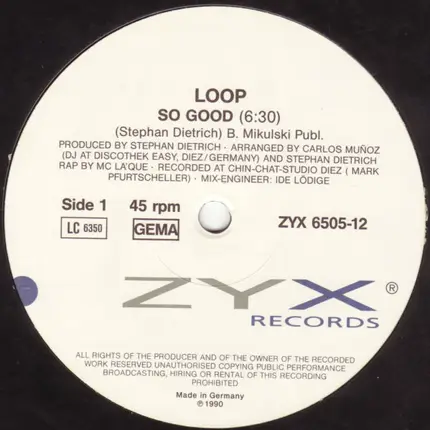 LOOP
SO GOOD (6:30)
(Stephan Dietrich) B. Mikulski Publ.
PRODUCED BY STEPHAN DIETRICH · ARRANGED BY CARLOS MUÑOZ
(DJ AT DISCOTHEK EASY, DIEZ/GERMANY) AND STEPHAN DIETRICH
RAP BY MC LA'QUE · RECORDED AT CHIN-CHAT-STUDIO DIEZ ( MARK
PFURTSCHELLER) · MIX-ENGINEER: IDE LÖDIGE
Side 1 45 rpm ZYX 6505-12
LC 6350 GEMA
ZYX ®
RECORDS
ALL RIGHTS OF THE PRODUCER AND OF THE OWNER OF THE RECORDED
WORK RESERVED UNAUTHORISED COPYING PUBLIC PERFORMANCE
BROADCASTING, HIRING OR RENTAL OF THIS RECORDING
PROHIBITED
Made in Germany
℗ 1990